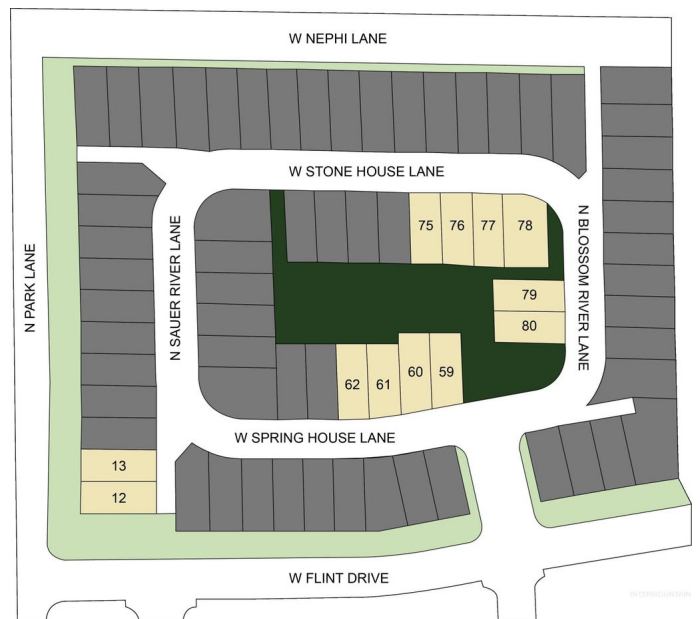 W NEPHI LANE
W STONE HOUSE LANE
75 76 77 78
N PARK LANE
N SAUER RIVER LANE
N BLOSSOM RIVER LANE
79
80
62 61 60 59
W SPRING HOUSE LANE
13
12
W FLINT DRIVE
INTERMOUNTAIN